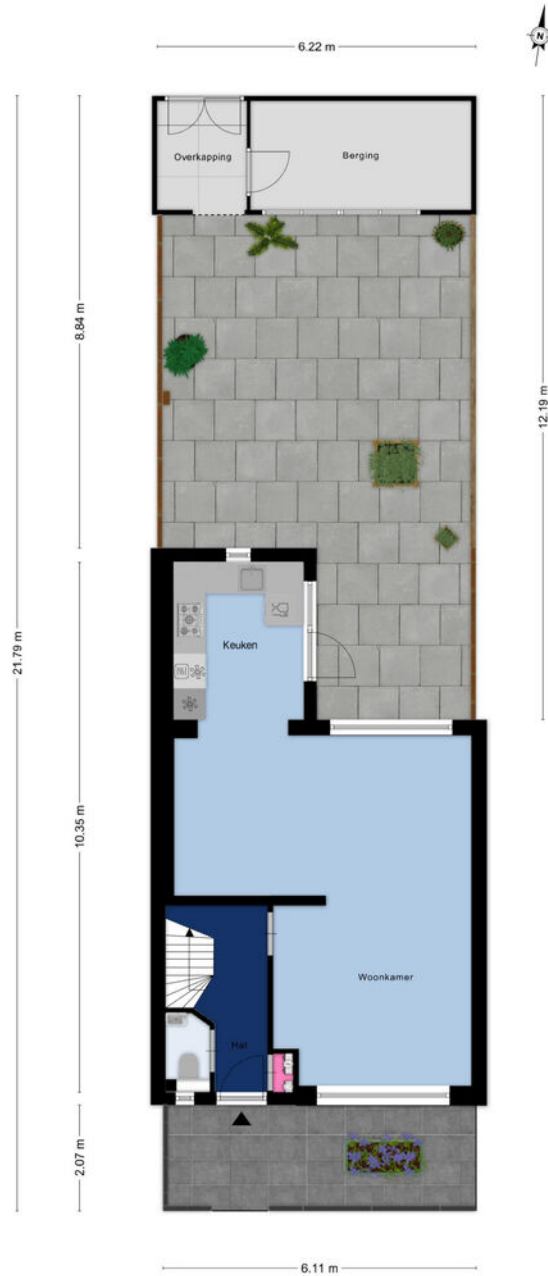 N
6.22 m
Overkapping
Berging
8.84 m
12.19 m
21.79 m
Keuken
10.35 m
Woonkamer
Hal
2.07 m
6.11 m